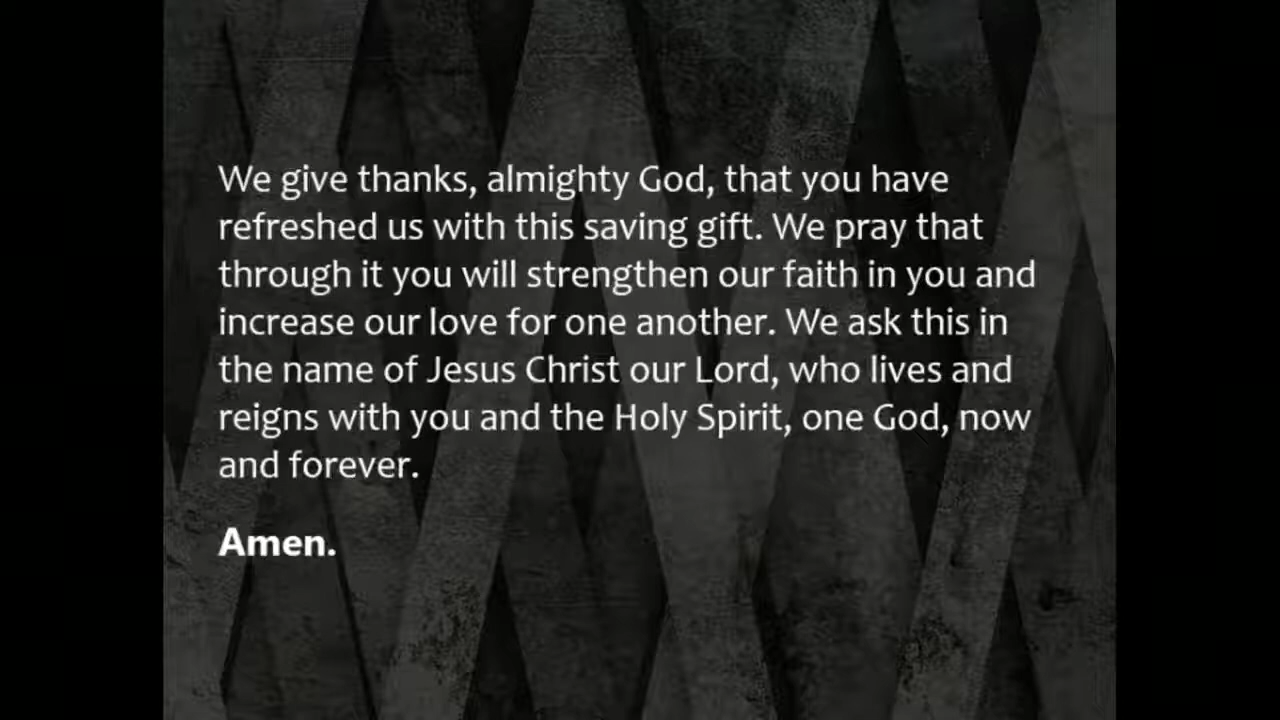 We give thanks, almighty God, that you have
refreshed us with this saving gift. We pray that
through it you will strengthen our faith in you and
increase our love for one another. We ask this in
the name of Jesus Christ our Lord, who lives and
reigns with you and the Holy Spirit, one God, now
and forever.
Amen.